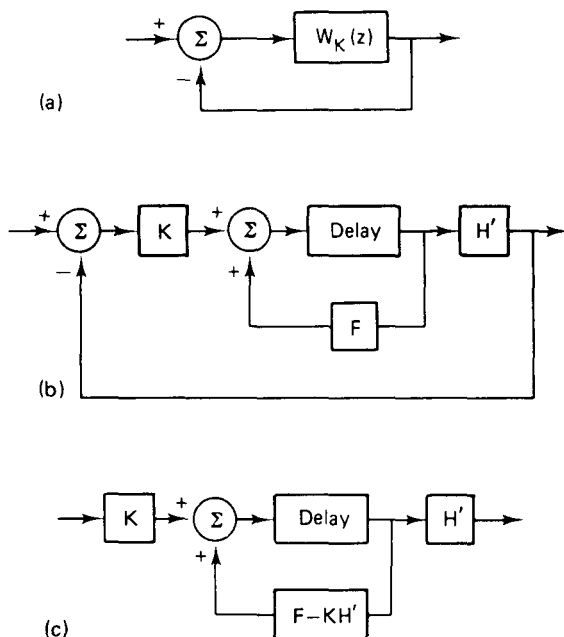 + Σ W_K(z)
−
(a)
+ Σ K + Σ Delay H′
− +
F
(b)
K + Σ Delay H′
+
F−KH′
(c)